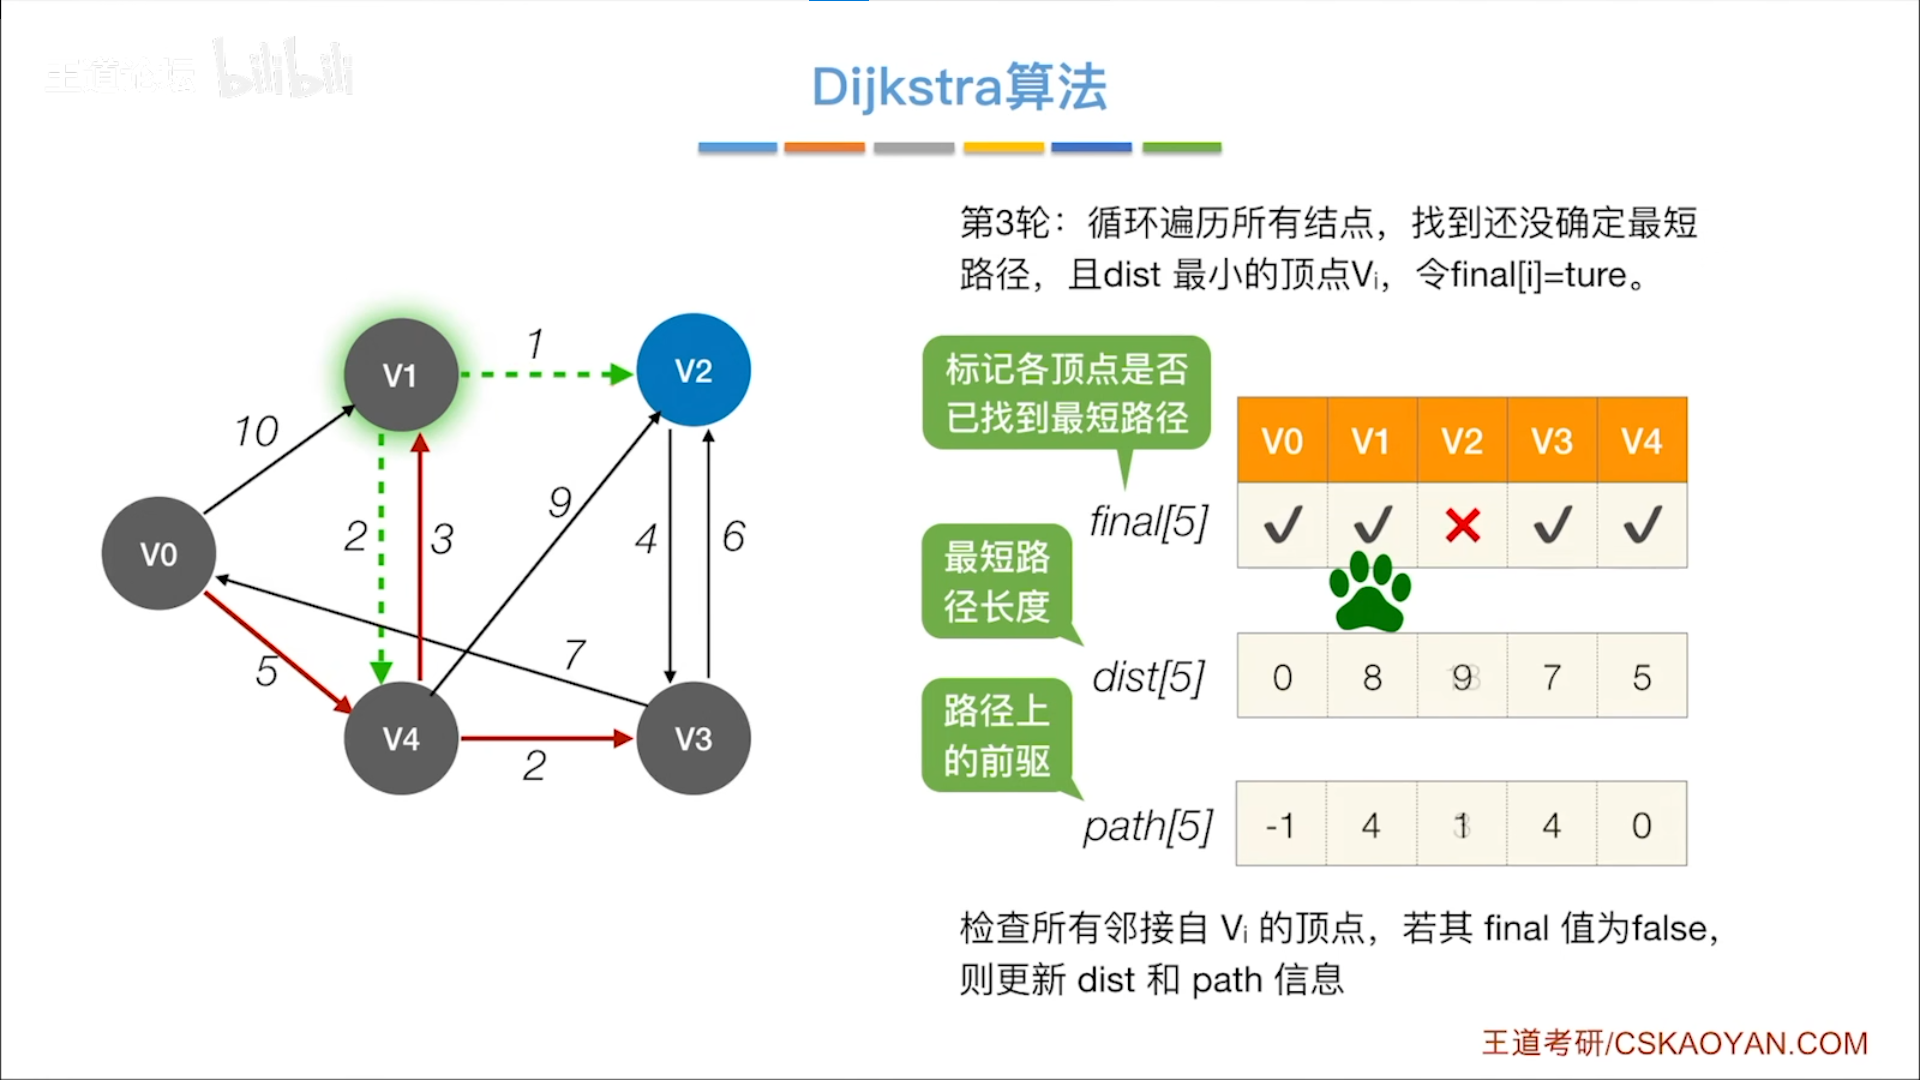 王道论坛 bilibili
Dijkstra算法
第3轮：循环遍历所有结点，找到还没确定最短
路径，且dist 最小的顶点Vi，令final[i]=ture。
V1
1
V2
10
9
2
3
4
6
V0
5
7
V4
2
V3
标记各顶点是否
已找到最短路径
V0 V1 V2 V3 V4
final[5] ✓ ✓ ✕ ✓ ✓
最短路
径长度
dist[5] 0 8 9 7 5
路径上
的前驱
path[5] -1 4 1 4 0
检查所有邻接自 Vi 的顶点，若其 final 值为false，
则更新 dist 和 path 信息
王道考研/CSKAOYAN.COM